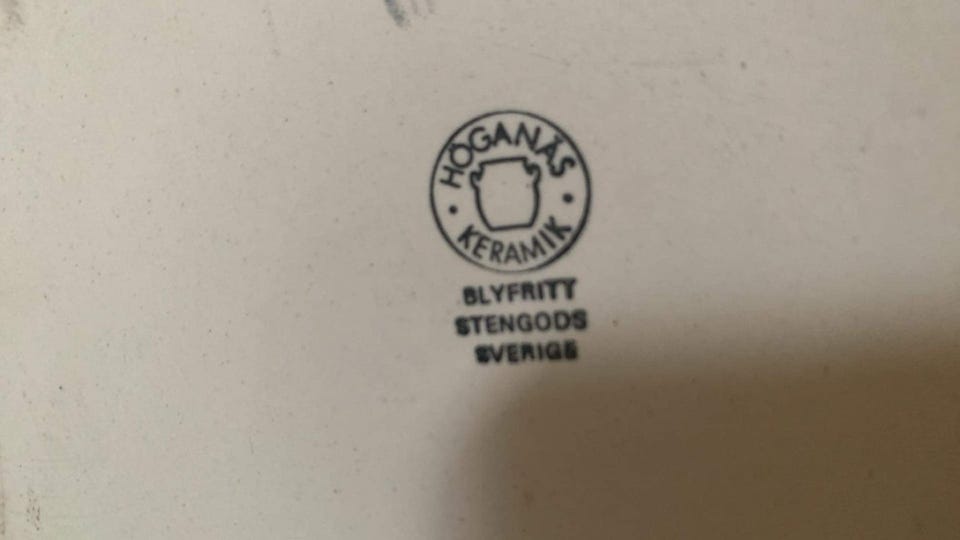 HÖGANÄS
KERAMIK
BLYFRITT
STENGODS
SVERIGE